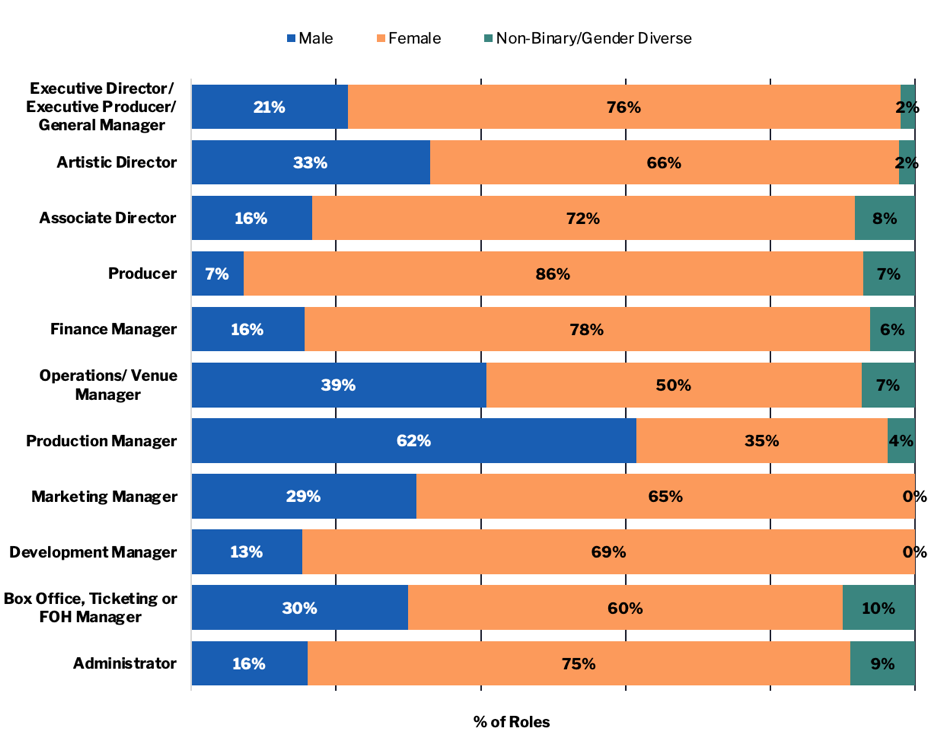 Male Female Non-Binary/Gender Diverse
Executive Director/
Executive Producer/
General Manager
21% 76% 2%
Artistic Director 33% 66% 2%
Associate Director 16% 72% 8%
Producer 7% 86% 7%
Finance Manager 16% 78% 6%
Operations/ Venue
Manager
39% 50% 7%
Production Manager 62% 35% 4%
Marketing Manager 29% 65% 0%
Development Manager 13% 69% 0%
Box Office, Ticketing or
FOH Manager
30% 60% 10%
Administrator 16% 75% 9%
% of Roles